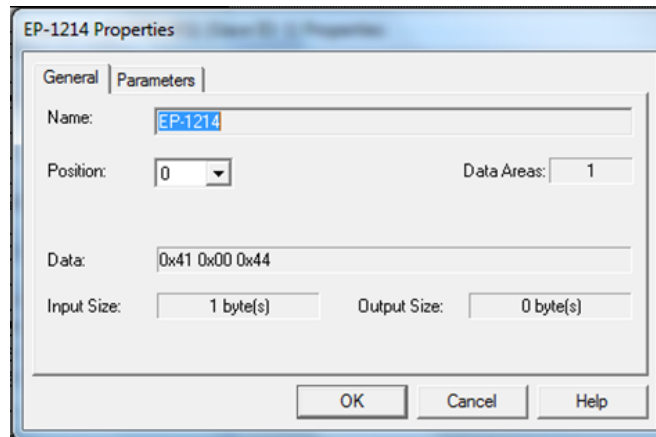 EP-1214 Properties
General Parameters
Name: EP-1214
Position: 0 Data Areas: 1
Data: 0x41 0x00 0x44
Input Size: 1 byte(s) Output Size: 0 byte(s)
OK Cancel Help